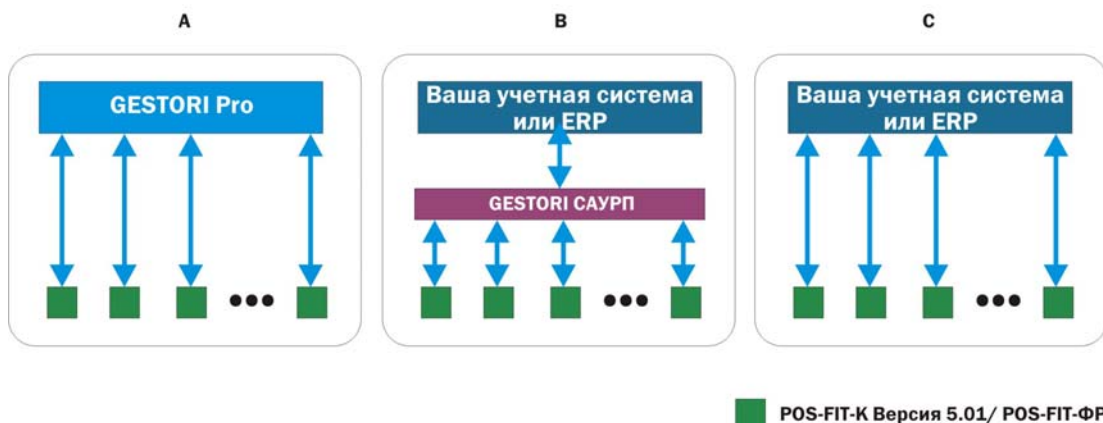 A
B
C
GESTORI Pro
Ваша учетная система
или ERP
GESTORI САУРП
Ваша учетная система
или ERP
POS-FIT-K Версия 5.01/ POS-FIT-ФР